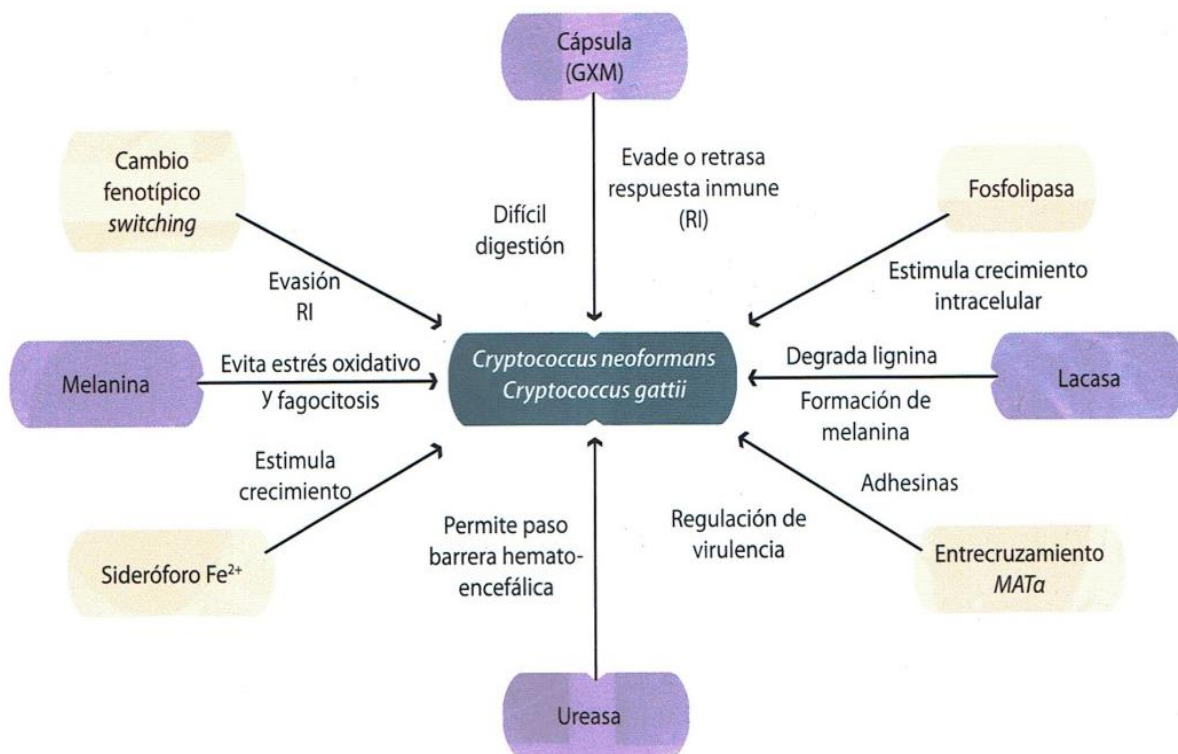 Cápsula
(GXM)
Evade o retrasa
respuesta inmune
(RI)
Difícil
digestión
Cambio
fenotípico
switching
Evasión
RI
Fosfolipasa
Estimula crecimiento
intracelular
Melanina
Evita estrés oxidativo
y fagocitosis
Cryptococcus neoformans
Cryptococcus gattii
Degrada lignina
Formación de
melanina
Lacasa
Estimula
crecimiento
Sideróforo Fe²⁺
Permite paso
barrera hemato-
encefálica
Regulación de
virulencia
Adhesinas
Entrecruzamiento
MATα
Ureasa